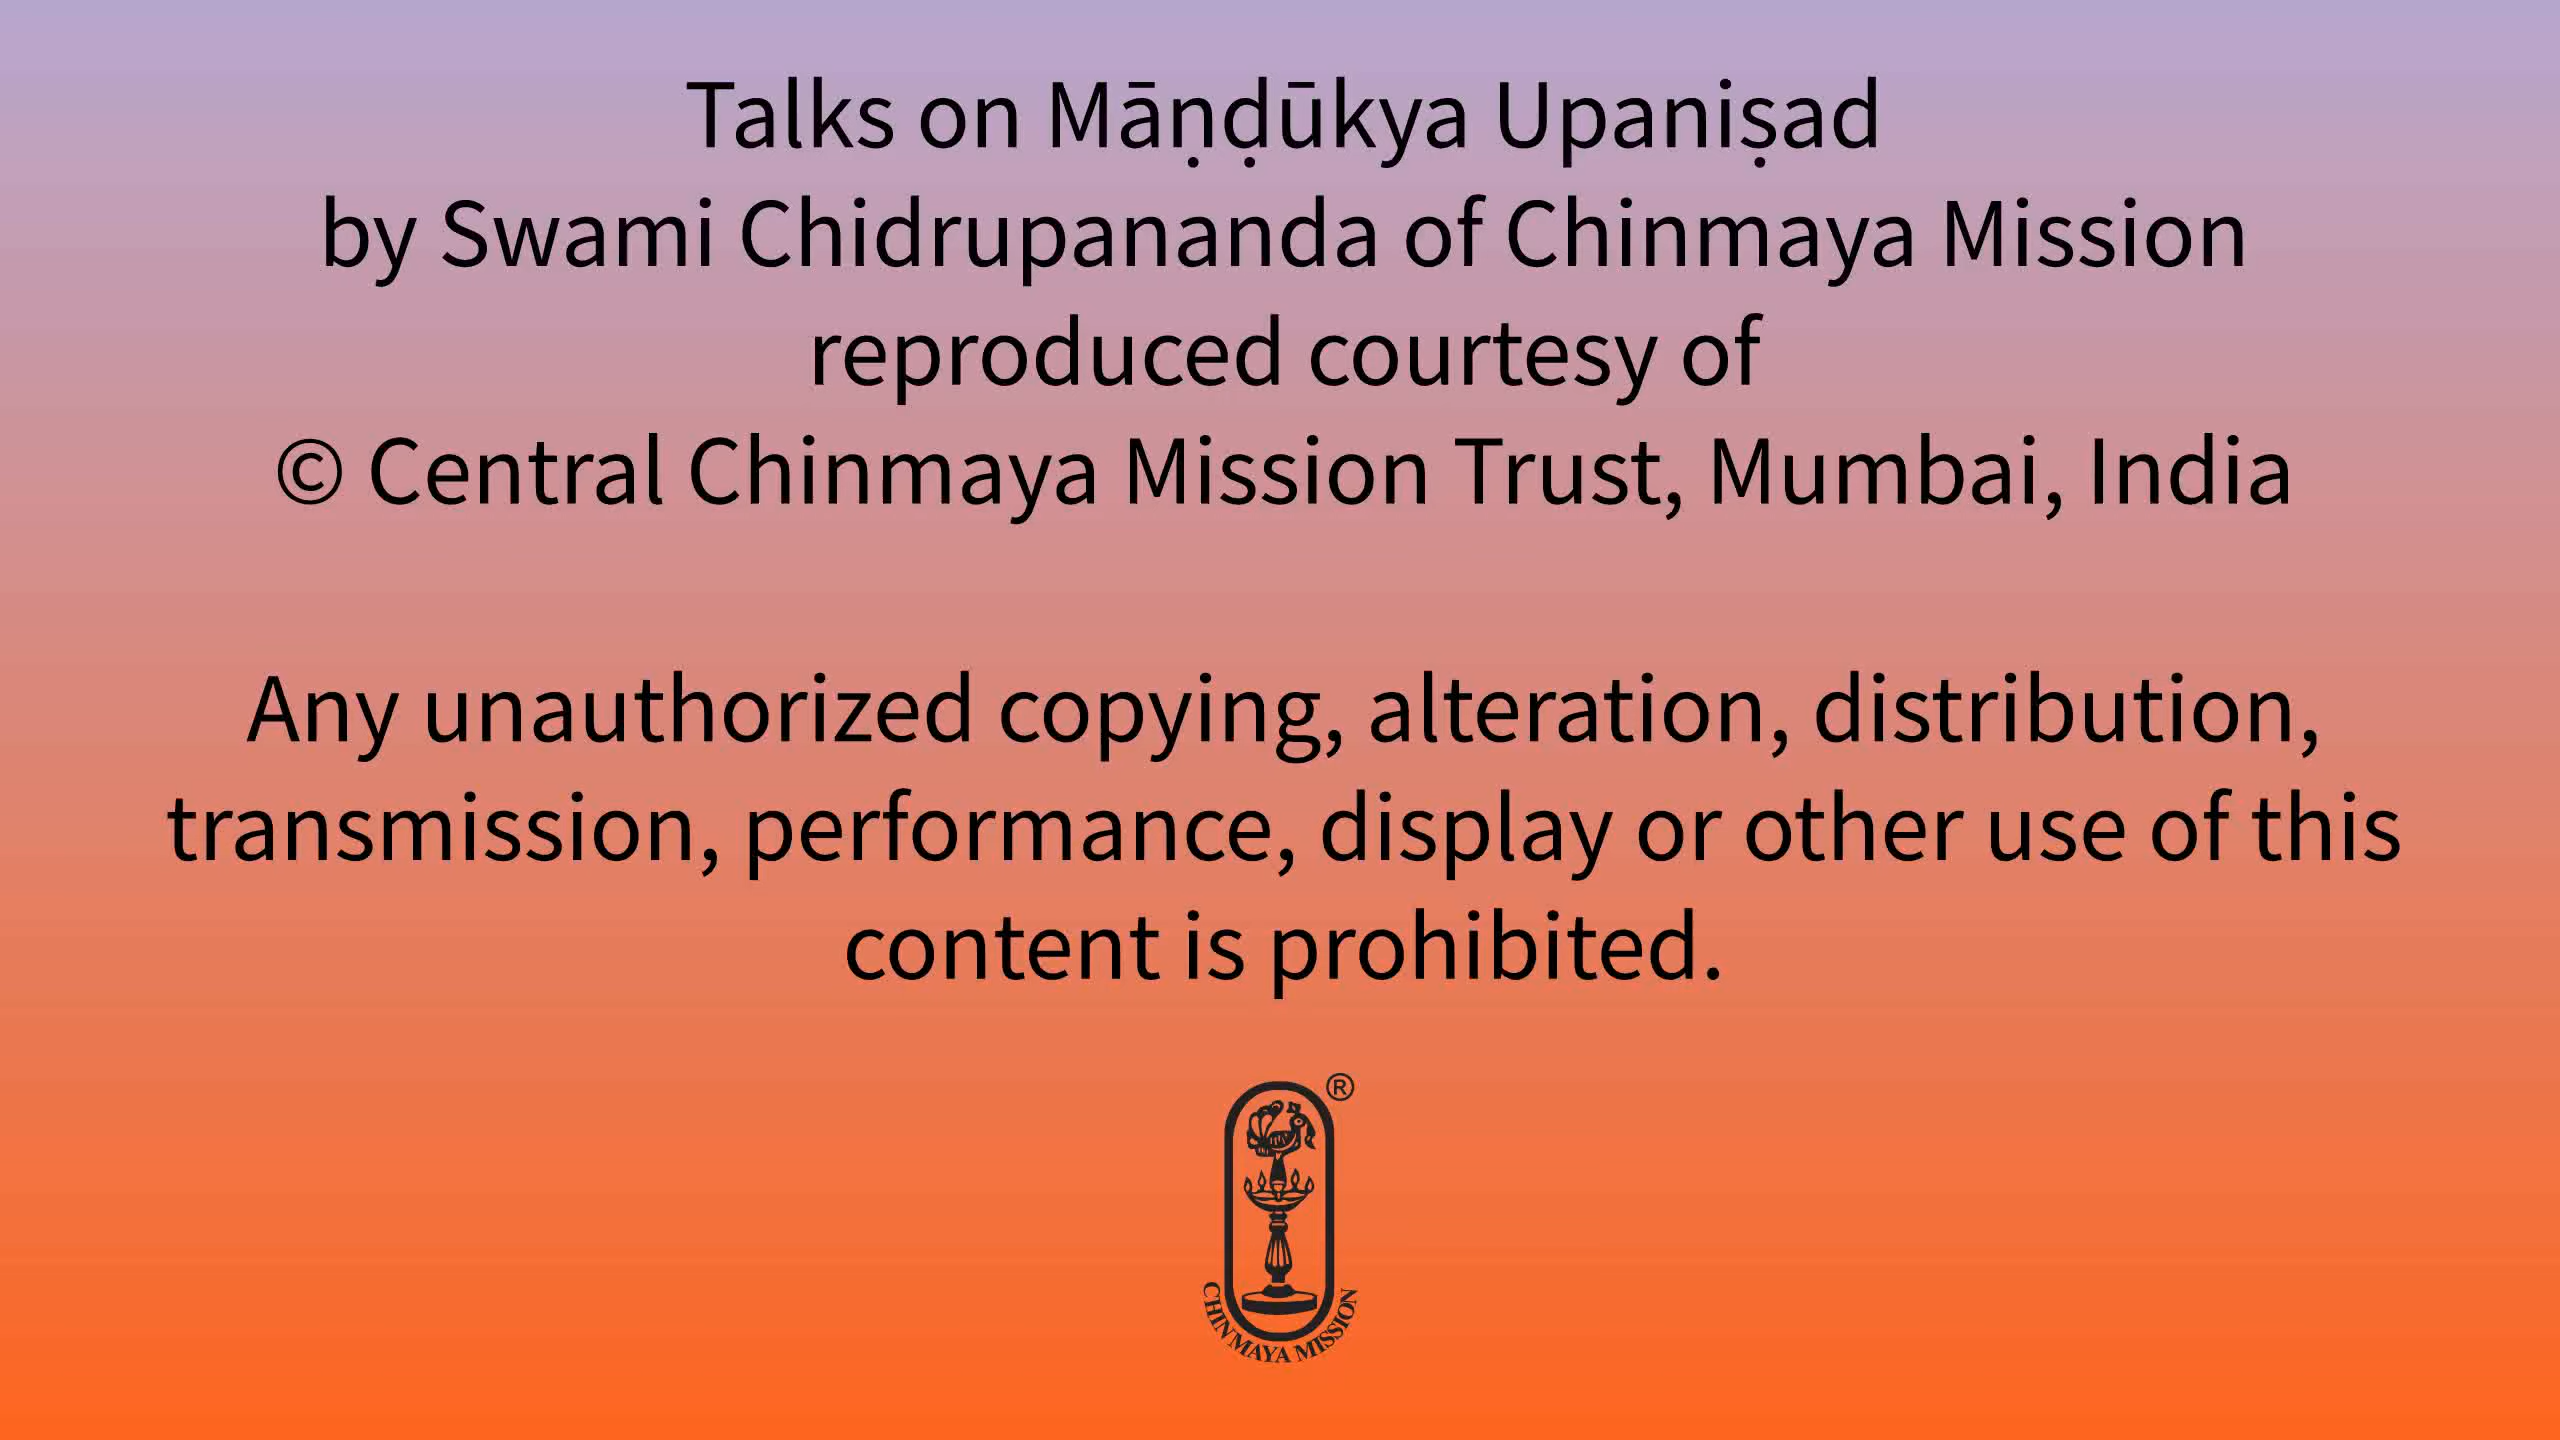 Talks on Māṇḍūkya Upaniṣad
by Swami Chidrupananda of Chinmaya Mission
reproduced courtesy of
© Central Chinmaya Mission Trust, Mumbai, India
Any unauthorized copying, alteration, distribution,
transmission, performance, display or other use of this
content is prohibited.
®
CHINMAYA MISSION